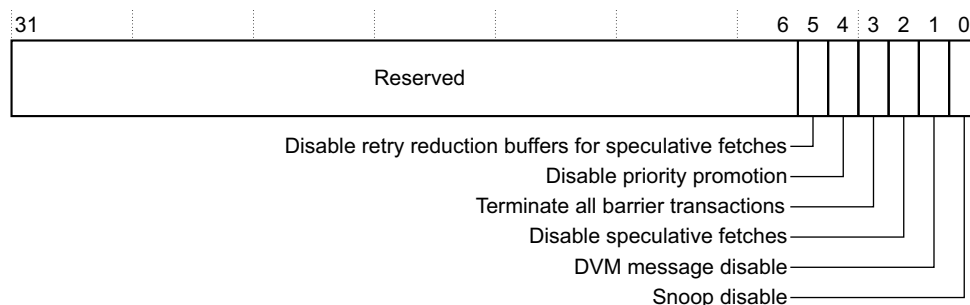 31 6 5 4 3 2 1 0
Reserved
Disable retry reduction buffers for speculative fetches
Disable priority promotion
Terminate all barrier transactions
Disable speculative fetches
DVM message disable
Snoop disable